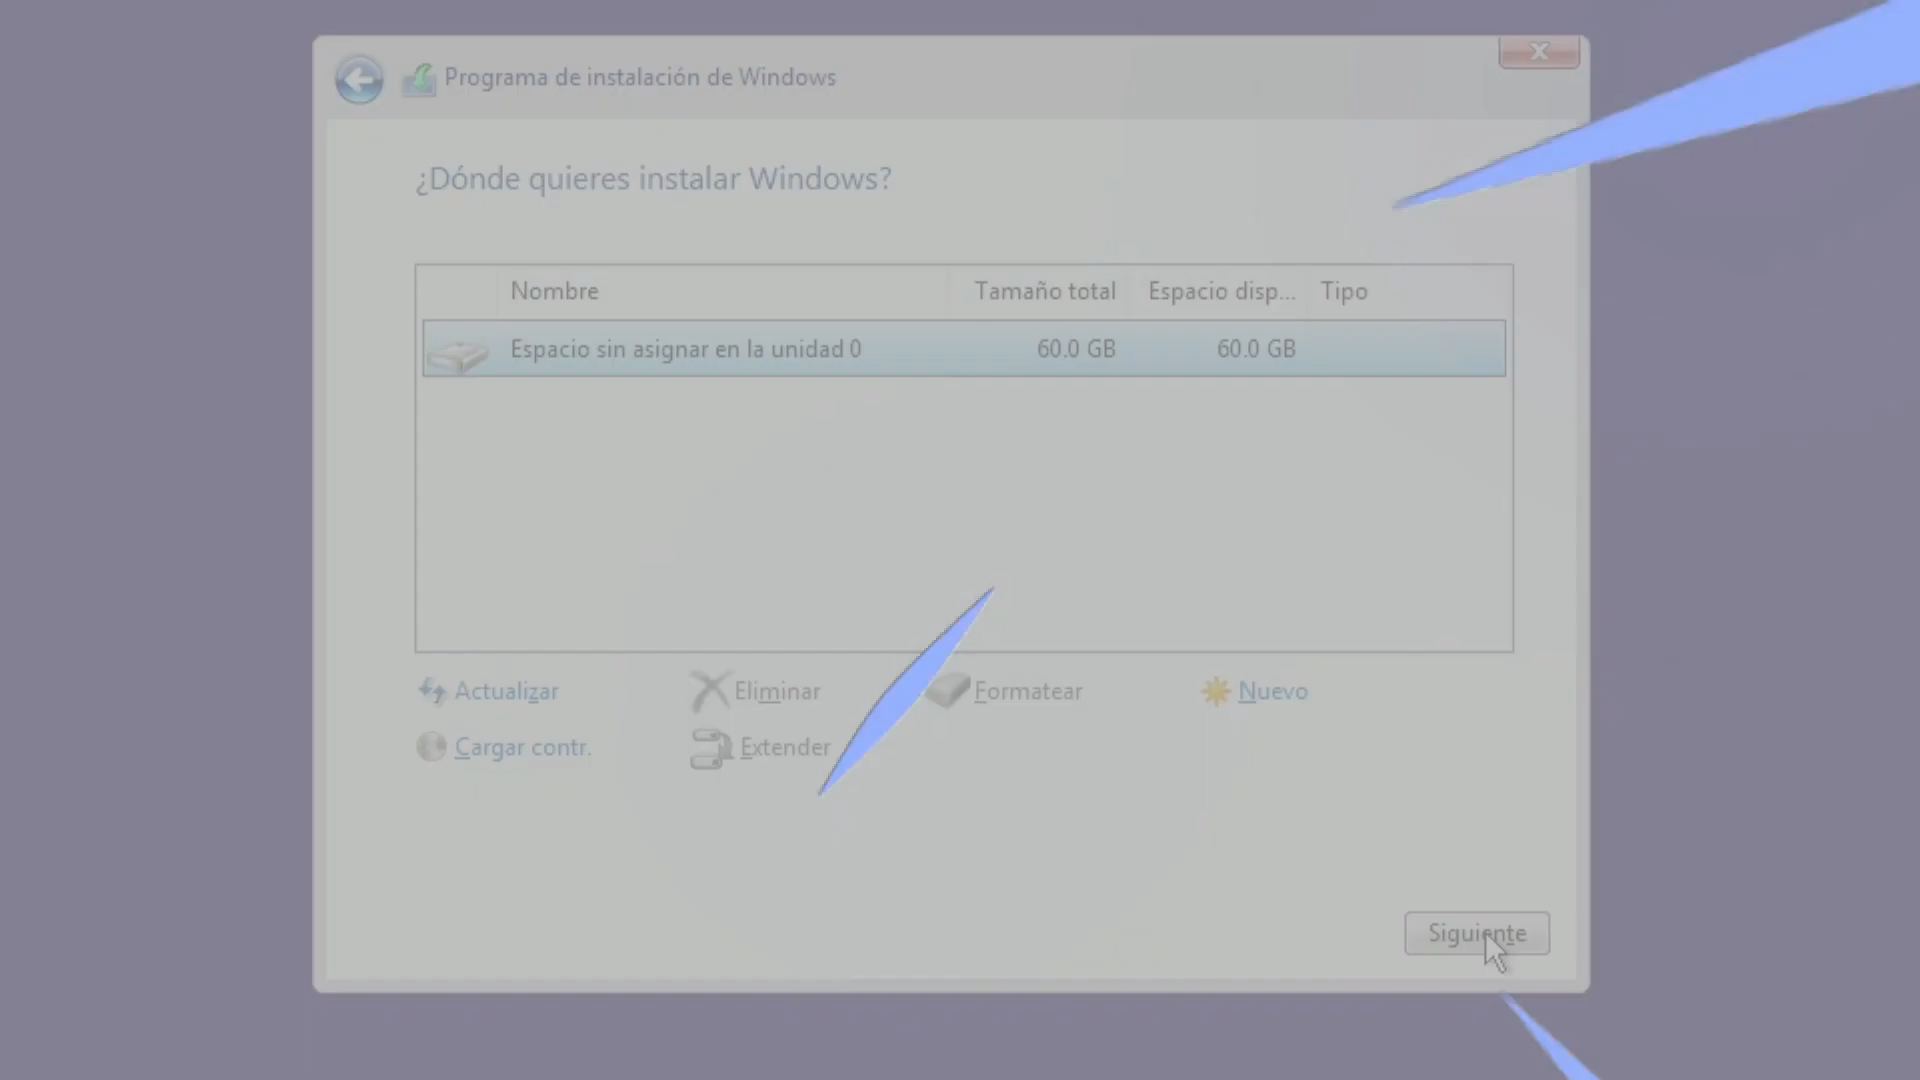 Programa de instalación de Windows
¿Dónde quieres instalar Windows?
Nombre Tamaño total Espacio disp... Tipo
Espacio sin asignar en la unidad 0 60.0 GB 60.0 GB
Actualizar Eliminar Formatear Nuevo
Cargar contr. Extender
Siguiente